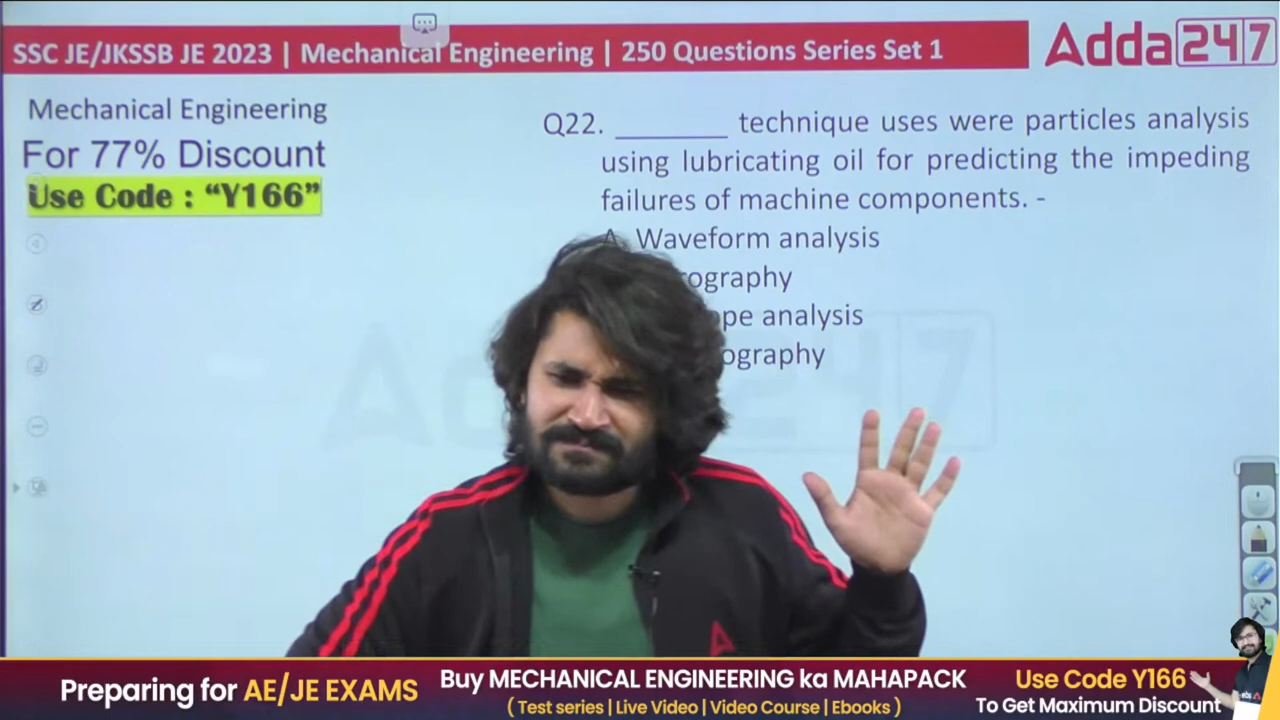 SSC JE/JKSSB JE 2023 | Mechanical Engineering | 250 Questions Series Set 1
Adda247
Mechanical Engineering
For 77% Discount
Use Code : “Y166”
Q22. ________ technique uses were particles analysis
using lubricating oil for predicting the impeding
failures of machine components. -
A. Waveform analysis
ography
pe analysis
ography
Preparing for AE/JE EXAMS
Buy MECHANICAL ENGINEERING ka MAHAPACK
( Test series | Live Video | Video Course | Ebooks )
Use Code Y166
To Get Maximum Discount